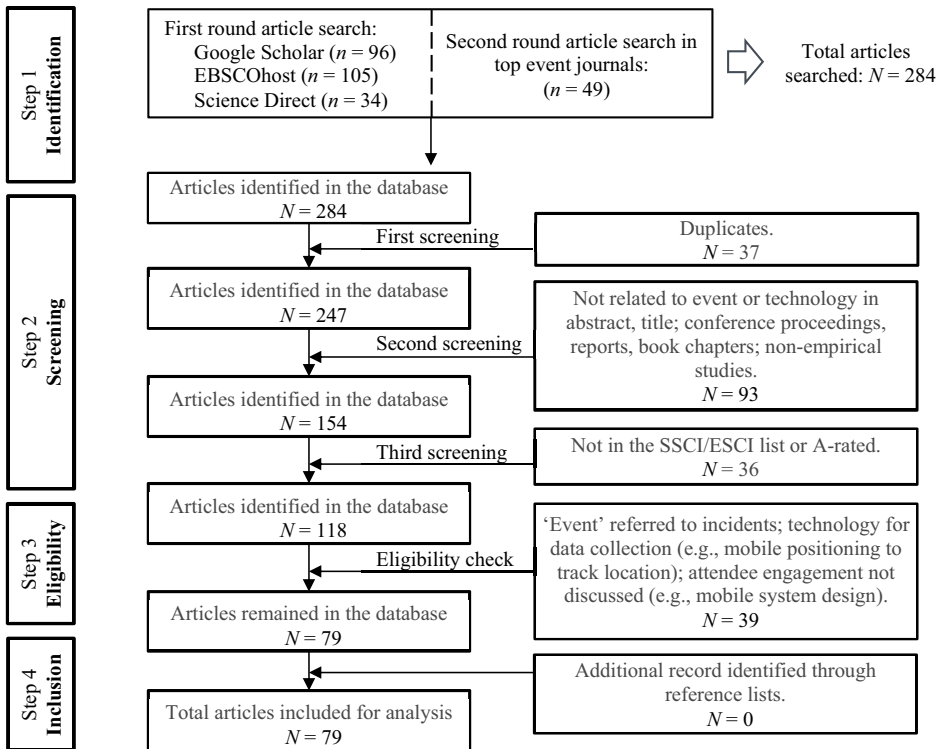 Step 1
Identification
First round article search:
Google Scholar (n = 96)
EBSCOhost (n = 105)
Science Direct (n = 34)
Second round article search in
top event journals:
(n = 49)
Total articles
searched: N = 284
Step 2
Screening
Articles identified in the database
N = 284
First screening
Duplicates.
N = 37
Articles identified in the database
N = 247
Second screening
Not related to event or technology in
abstract, title; conference proceedings,
reports, book chapters; non-empirical
studies.
N = 93
Articles identified in the database
N = 154
Third screening
Not in the SSCI/ESCI list or A-rated.
N = 36
Articles identified in the database
N = 118
Step 3
Eligibility
Eligibility check
‘Event’ referred to incidents; technology for
data collection (e.g., mobile positioning to
track location); attendee engagement not
discussed (e.g., mobile system design).
N = 39
Articles remained in the database
N = 79
Step 4
Inclusion
Additional record identified through
reference lists.
N = 0
Total articles included for analysis
N = 79